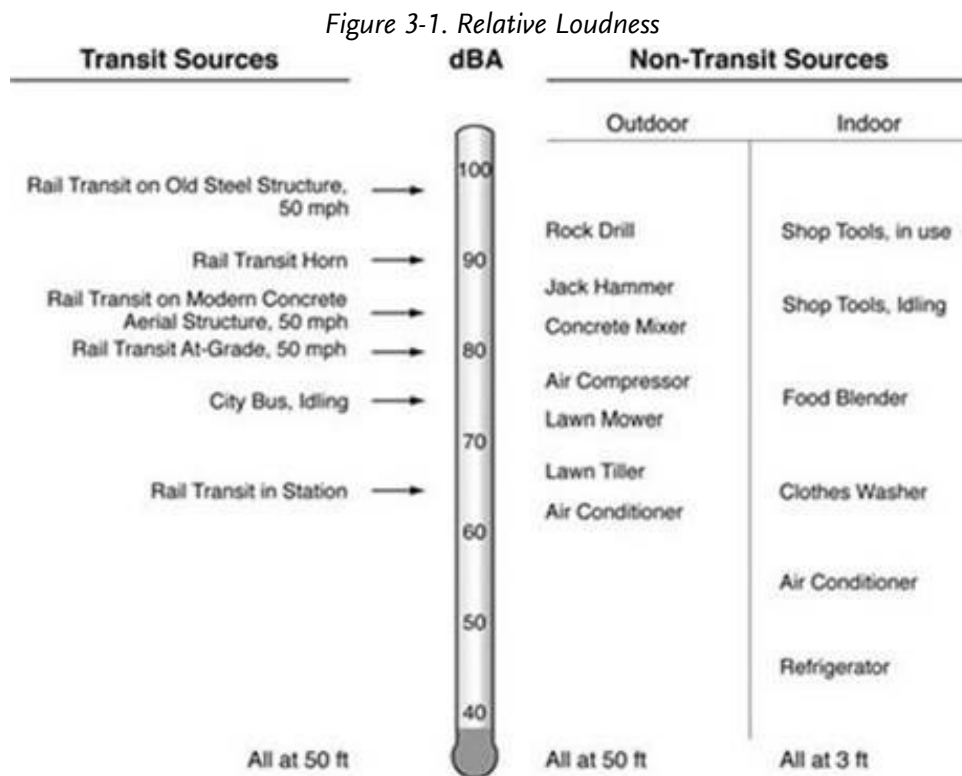 Figure 3-1. Relative Loudness
Transit Sources
dBA
Non-Transit Sources
Outdoor
Indoor
100
Rail Transit on Old Steel Structure,
50 mph
Rock Drill
Shop Tools, in use
Rail Transit Horn
90
Jack Hammer
Rail Transit on Modern Concrete
Aerial Structure, 50 mph
Shop Tools, Idling
Concrete Mixer
Rail Transit At-Grade, 50 mph
80
Air Compressor
City Bus, Idling
Food Blender
Lawn Mower
70
Lawn Tiller
Rail Transit in Station
Clothes Washer
Air Conditioner
60
Air Conditioner
50
Refrigerator
40
All at 50 ft
All at 50 ft
All at 3 ft